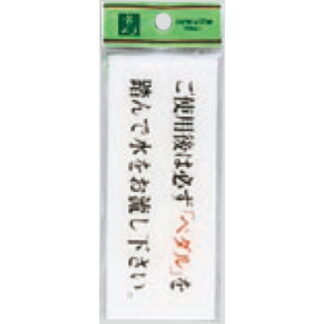 ご使用後は必ず「ペダル」を
踏んで水をお流し下さい。